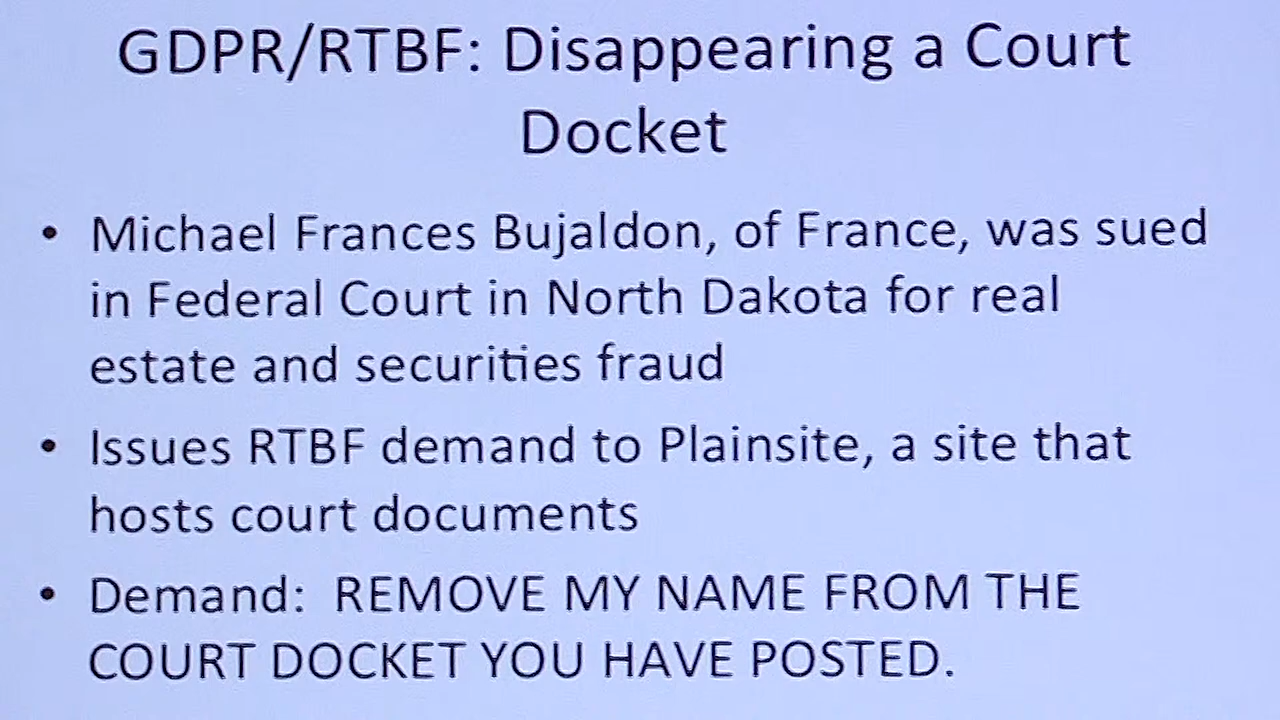 GDPR/RTBF: Disappearing a Court
Docket
• Michael Frances Bujaldon, of France, was sued
in Federal Court in North Dakota for real
estate and securities fraud
• Issues RTBF demand to Plainsite, a site that
hosts court documents
• Demand:  REMOVE MY NAME FROM THE
COURT DOCKET YOU HAVE POSTED.